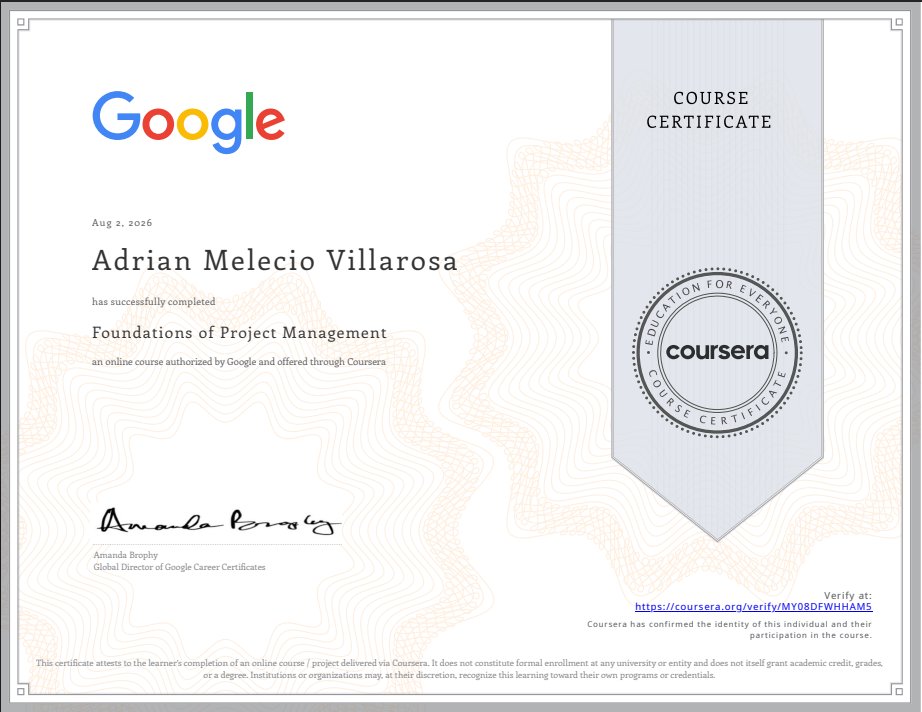 Google
COURSE
CERTIFICATE
Aug 2, 2026
Adrian Melecio Villarosa
has successfully completed
Foundations of Project Management
an online course authorized by Google and offered through Coursera
EDUCATION FOR EVERYONE
coursera
COURSE CERTIFICATE
Amanda Brophy
Amanda Brophy
Global Director of Google Career Certificates
Verify at:
https://coursera.org/verify/MY08DFWHHAM5
Coursera has confirmed the identity of this individual and their
participation in the course.
This certificate attests to the learner's completion of an online course / project delivered via Coursera. It does not constitute formal enrollment at any university or entity and does not itself grant academic credit, grades,
or a degree. Institutions or organizations may, at their discretion, recognize this learning toward their own programs or credentials.